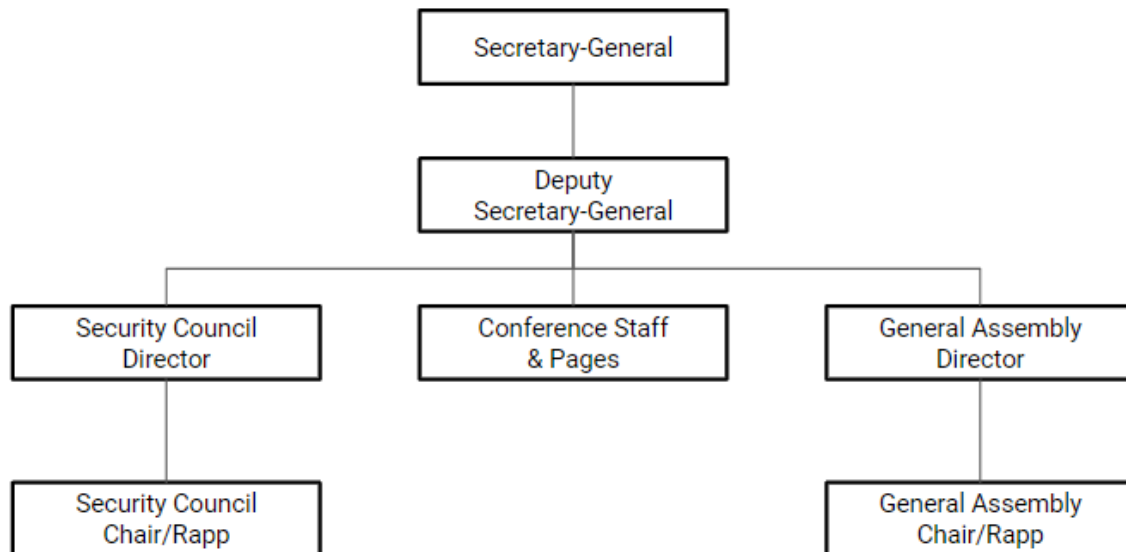 Secretary-General
Deputy
Secretary-General
Security Council
Director
Conference Staff
& Pages
General Assembly
Director
Security Council
Chair/Rapp
General Assembly
Chair/Rapp